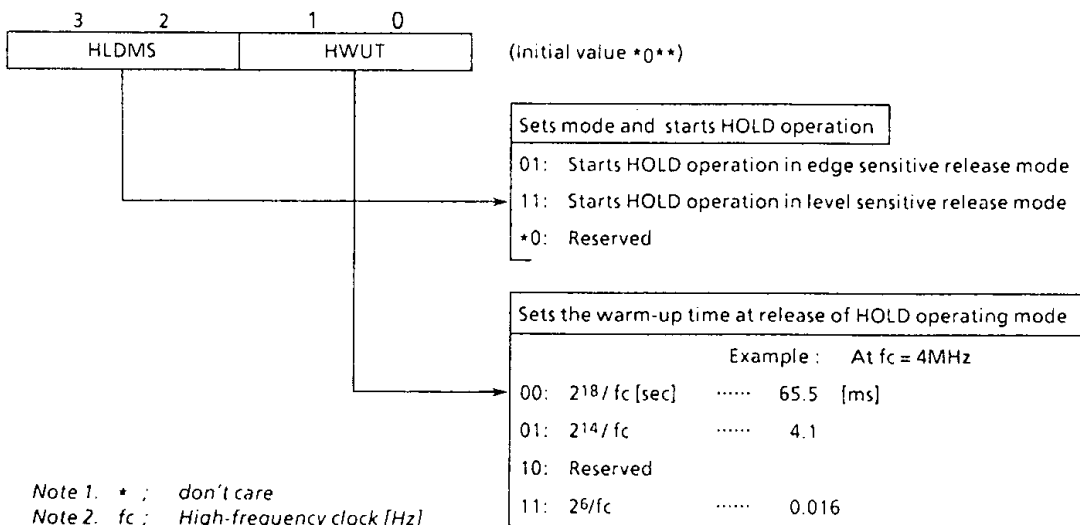 3 2 1 0
HLDMS HWUT (Initial value *0**)
Sets mode and starts HOLD operation
01: Starts HOLD operation in edge sensitive release mode
11: Starts HOLD operation in level sensitive release mode
*0: Reserved
Sets the warm-up time at release of HOLD operating mode
Example : At fc = 4MHz
00: 2¹⁸/ fc [sec] ······ 65.5 [ms]
01: 2¹⁴/ fc ······ 4.1
10: Reserved
11: 2⁶/fc ······ 0.016
Note 1. * ; don't care
Note 2. fc ; High-frequency clock [Hz]